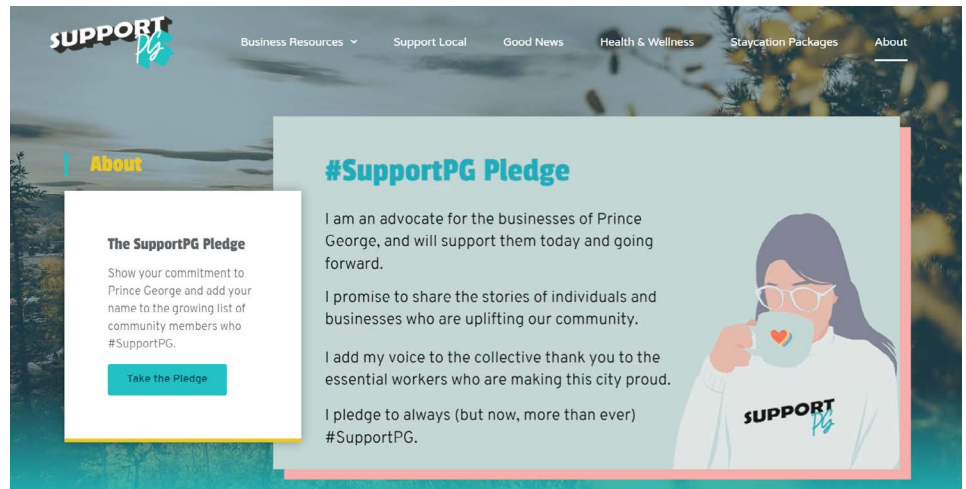 SUPPORT
PG
Business Resources
Support Local
Good News
Health & Wellness
Staycation Packages
About
About
The SupportPG Pledge
Show your commitment to
Prince George and add your
name to the growing list of
community members who
#SupportPG.
Take the Pledge
#SupportPG Pledge
I am an advocate for the businesses of Prince
George, and will support them today and going
forward.
I promise to share the stories of individuals and
businesses who are uplifting our community.
I add my voice to the collective thank you to the
essential workers who are making this city proud.
I pledge to always (but now, more than ever)
#SupportPG.
SUPPORT
PG